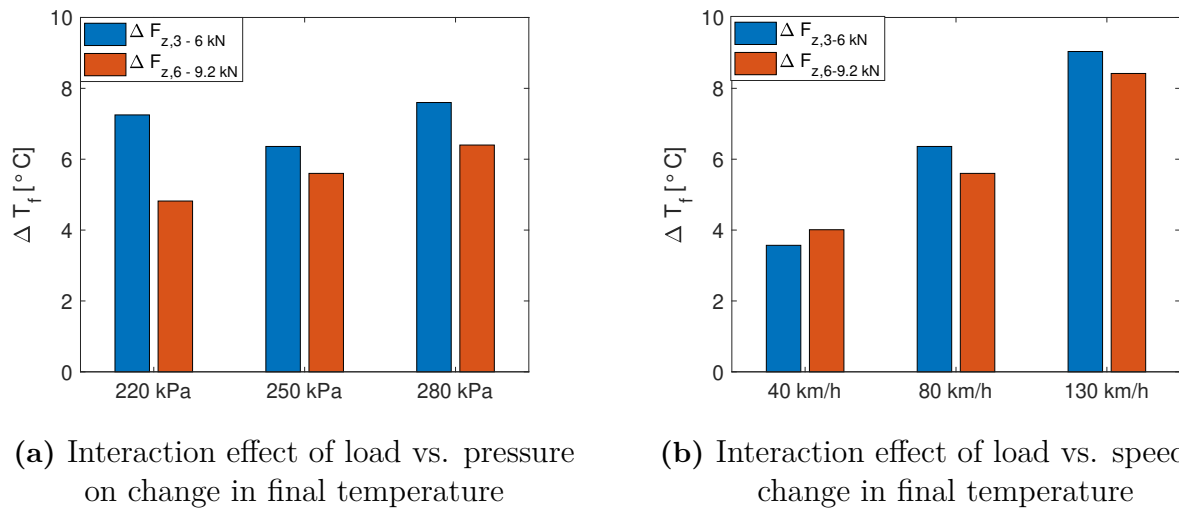 Δ F z,3 - 6 kN
Δ F z,6 - 9.2 kN
10
8
6
4
2
0
Δ T f [°C]
220 kPa 250 kPa 280 kPa
(a) Interaction effect of load vs. pressure
on change in final temperature
Δ F z,3-6 kN
Δ F z,6-9.2 kN
10
8
6
4
2
0
Δ T f [°C]
40 km/h 80 km/h 130 km/h
(b) Interaction effect of load vs. speed
change in final temperature